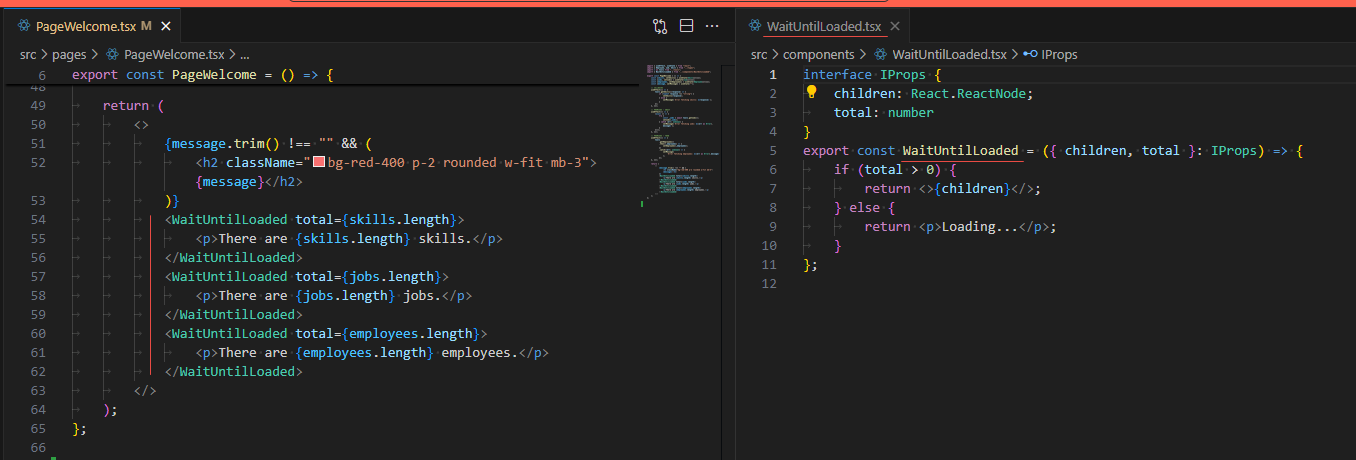 PageWelcome.tsx M
src > pages > PageWelcome.tsx > ...
6 export const PageWelcome = () => {
48
49 return (
50 <>
51 {message.trim() !== "" && (
52 <h2 className="bg-red-400 p-2 rounded w-fit mb-3">
{message}</h2>
53 )}
54 <WaitUntilLoaded total={skills.length}>
55 <p>There are {skills.length} skills.</p>
56 </WaitUntilLoaded>
57 <WaitUntilLoaded total={jobs.length}>
58 <p>There are {jobs.length} jobs.</p>
59 </WaitUntilLoaded>
60 <WaitUntilLoaded total={employees.length}>
61 <p>There are {employees.length} employees.</p>
62 </WaitUntilLoaded>
63 </>
64 );
65 };
66
WaitUntilLoaded.tsx
src > components > WaitUntilLoaded.tsx > IProps
1 interface IProps {
2 children: React.ReactNode;
3 total: number
4 }
5 export const WaitUntilLoaded = ({ children, total }: IProps) => {
6 if (total > 0) {
7 return <>{children}</>;
8 } else {
9 return <p>Loading...</p>;
10 }
11 };
12